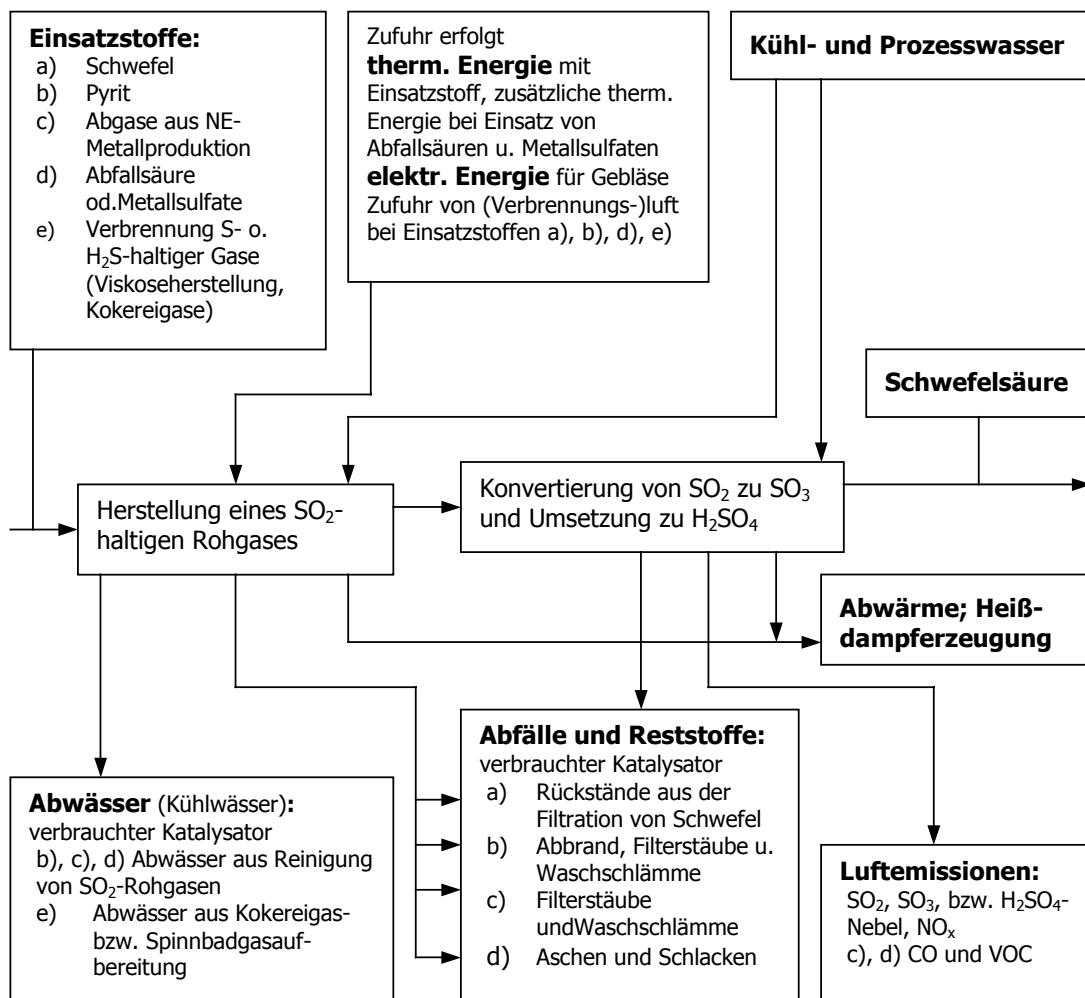 Einsatzstoffe:
a) Schwefel
b) Pyrit
c) Abgase aus NE-
Metallproduktion
d) Abfallsäure
od.Metallsulfate
e) Verbrennung S- o.
H₂S-haltiger Gase
(Viskoseherstellung,
Kokereigase)
Zufuhr erfolgt
therm. Energie mit
Einsatzstoff, zusätzliche therm.
Energie bei Einsatz von
Abfallsäuren u. Metallsulfaten
elektr. Energie für Gebläse
Zufuhr von (Verbrennungs-)luft
bei Einsatzstoffen a), b), d), e)
Kühl- und Prozesswasser
Schwefelsäure
Herstellung eines SO₂-
haltigen Rohgases
Konvertierung von SO₂ zu SO₃
und Umsetzung zu H₂SO₄
Abwärme; Heiß-
dampferzeugung
Abwässer (Kühlwässer):
verbrauchter Katalysator
b), c), d) Abwässer aus Reinigung
von SO₂-Rohgasen
e) Abwässer aus Kokereigas-
bzw. Spinnbadgasauf-
bereitung
Abfälle und Reststoffe:
verbrauchter Katalysator
a) Rückstände aus der
Filtration von Schwefel
b) Abbrand, Filterstäube u.
Waschschlämme
c) Filterstäube
undWaschschlämme
d) Aschen und Schlacken
Luftemissionen:
SO₂, SO₃, bzw. H₂SO₄-
Nebel, NOₓ
c), d) CO und VOC